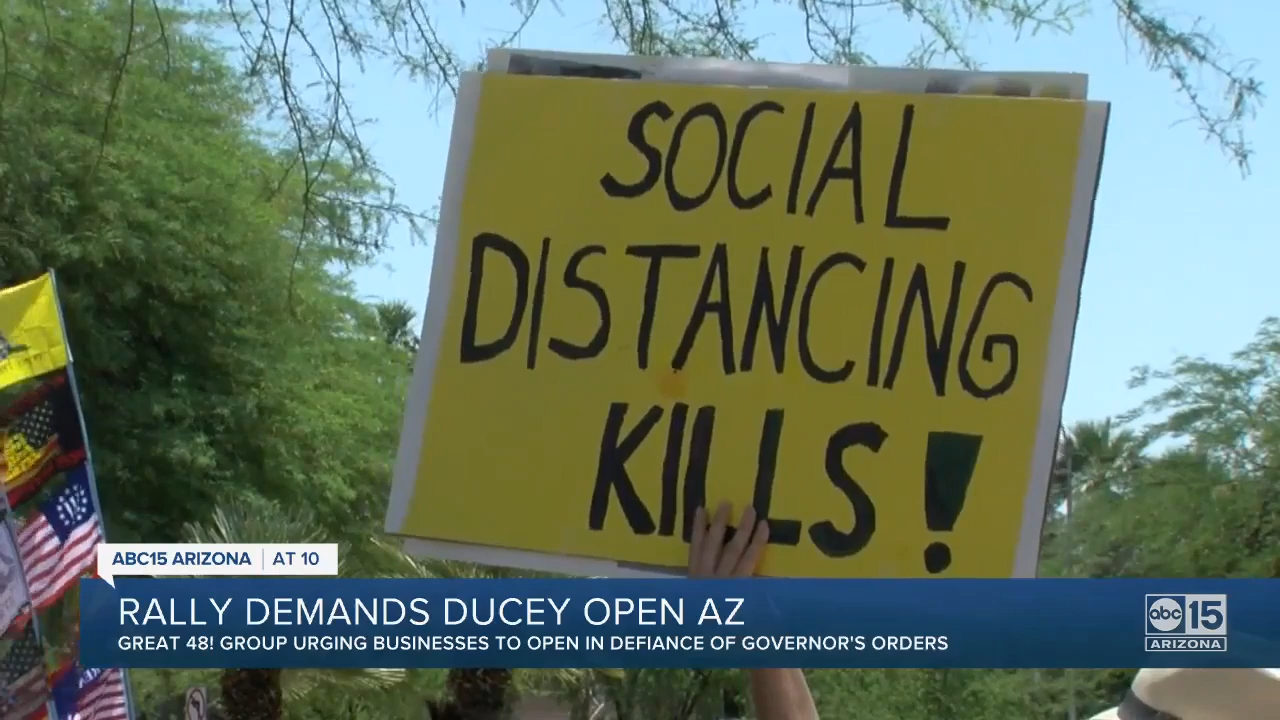 SOCIAL
DISTANCING
KILLS!
ABC15 ARIZONA | AT 10
RALLY DEMANDS DUCEY OPEN AZ
GREAT 48! GROUP URGING BUSINESSES TO OPEN IN DEFIANCE OF GOVERNOR'S ORDERS
abc 15
ARIZONA